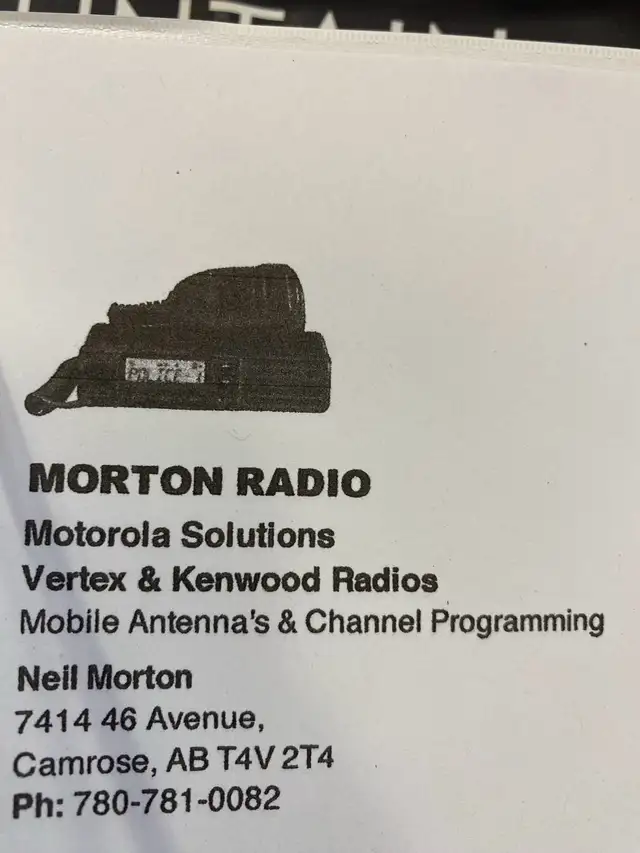 MORTON RADIO
Motorola Solutions
Vertex & Kenwood Radios
Mobile Antenna's & Channel Programming
Neil Morton
7414 46 Avenue,
Camrose, AB T4V 2T4
Ph: 780-781-0082